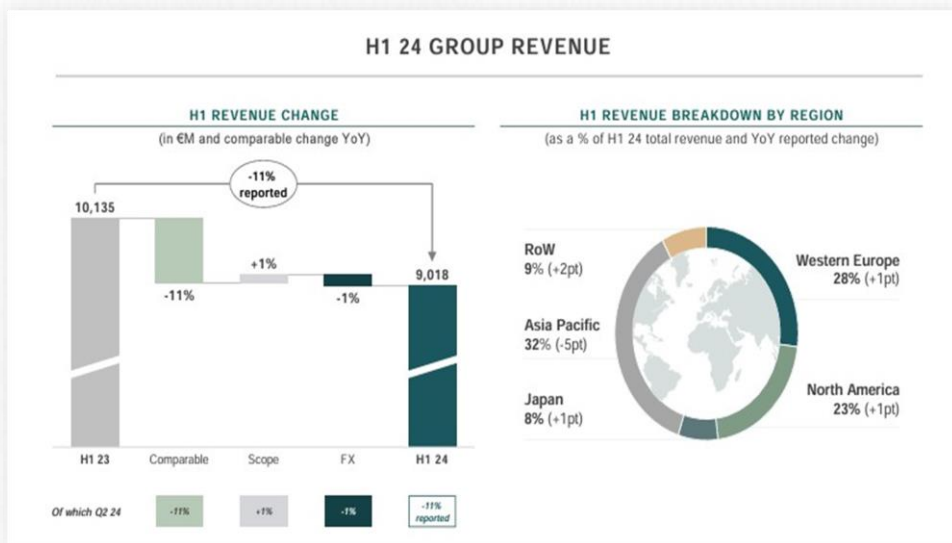 H1 24 GROUP REVENUE
H1 REVENUE CHANGE
(in €M and comparable change YoY)
-11%
reported
10,135
-11%
+1%
-1%
9,018
H1 23
Comparable
Scope
FX
H1 24
Of which Q2 24
-11%
+1%
-1%
-11%
reported
H1 REVENUE BREAKDOWN BY REGION
(as a % of H1 24 total revenue and YoY reported change)
RoW
9% (+2pt)
Asia Pacific
32% (-5pt)
Japan
8% (+1pt)
Western Europe
28% (+1pt)
North America
23% (+1pt)